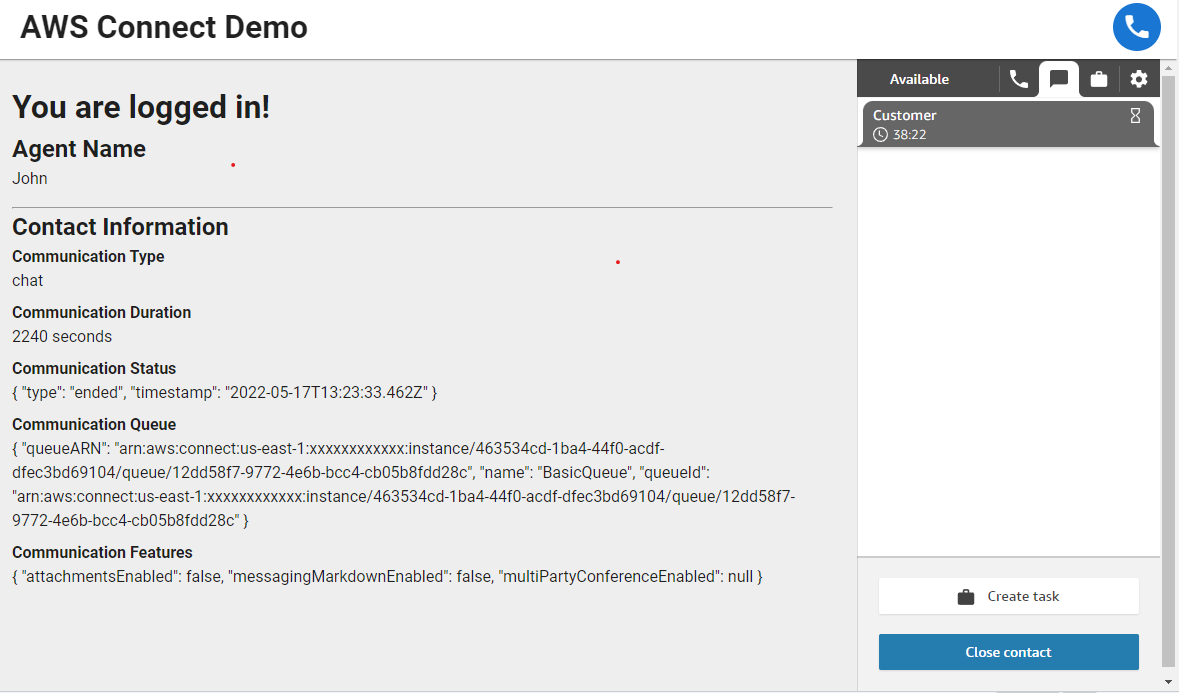 AWS Connect Demo
You are logged in!
Agent Name
John
Contact Information
Communication Type
chat
Communication Duration
2240 seconds
Communication Status
{ "type": "ended", "timestamp": "2022-05-17T13:23:33.462Z" }
Communication Queue
{ "queueARN": "arn:aws:connect:us-east-1:xxxxxxxxxxxx:instance/463534cd-1ba4-44f0-acdf-
dfec3bd69104/queue/12dd58f7-9772-4e6b-bcc4-cb05b8fdd28c", "name": "BasicQueue", "queueId":
"arn:aws:connect:us-east-1:xxxxxxxxxxxx:instance/463534cd-1ba4-44f0-acdf-dfec3bd69104/queue/12dd58f7-
9772-4e6b-bcc4-cb05b8fdd28c" }
Communication Features
{ "attachmentsEnabled": false, "messagingMarkdownEnabled": false, "multiPartyConferenceEnabled": null }
Available
Customer
38:22
Create task
Close contact